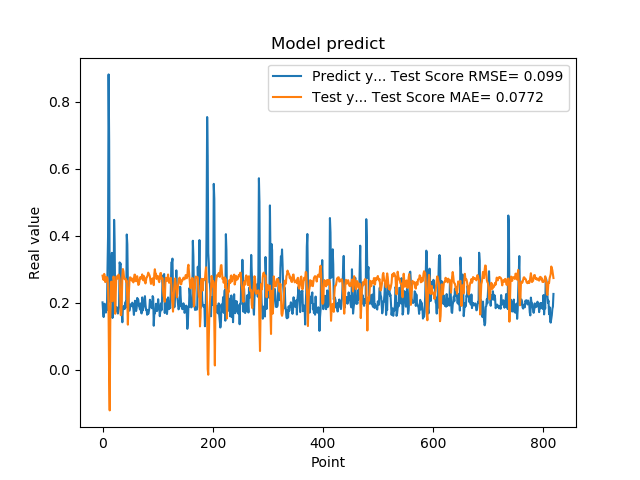 Model predict
Predict y... Test Score RMSE= 0.099
Test y... Test Score MAE= 0.0772
Real value
0.8
0.6
0.4
0.2
0.0
0 200 400 600 800
Point